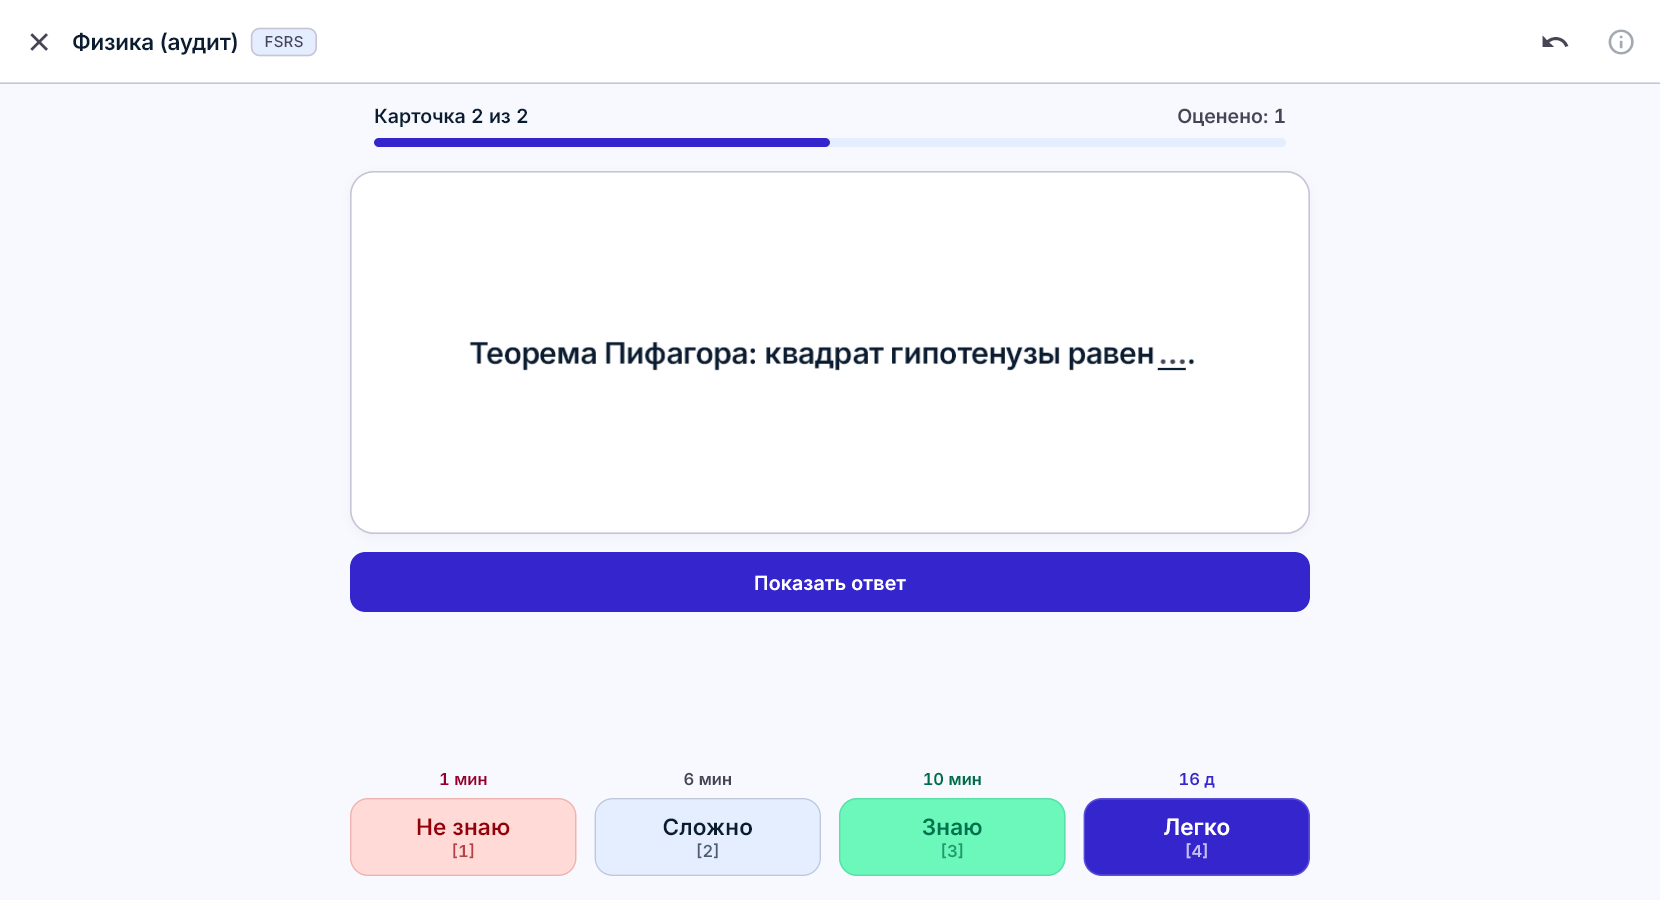 Физика (аудит) FSRS
Карточка 2 из 2 Оценено: 1
Теорема Пифагора: квадрат гипотенузы равен ....
Показать ответ
1 мин 6 мин 10 мин 16 д
Не знаю Сложно Знаю Легко
[1] [2] [3] [4]